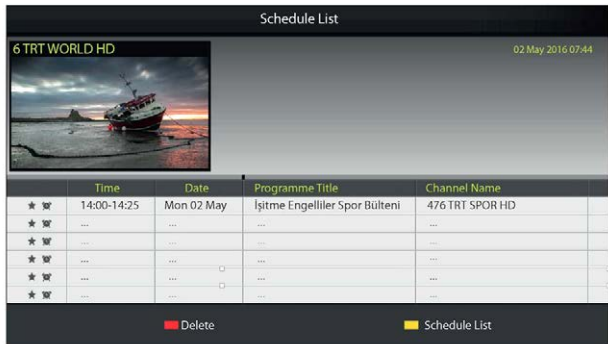 Schedule List
6 TRT WORLD HD
02 May 2016 07:44
Time Date Programme Title Channel Name
14:00-14:25 Mon 02 May İşitme Engelliler Spor Bülteni 476 TRT SPOR HD
... ... ... ...
... ... ... ...
... ... ... ...
... ... ... ...
... ... ... ...
Delete Schedule List